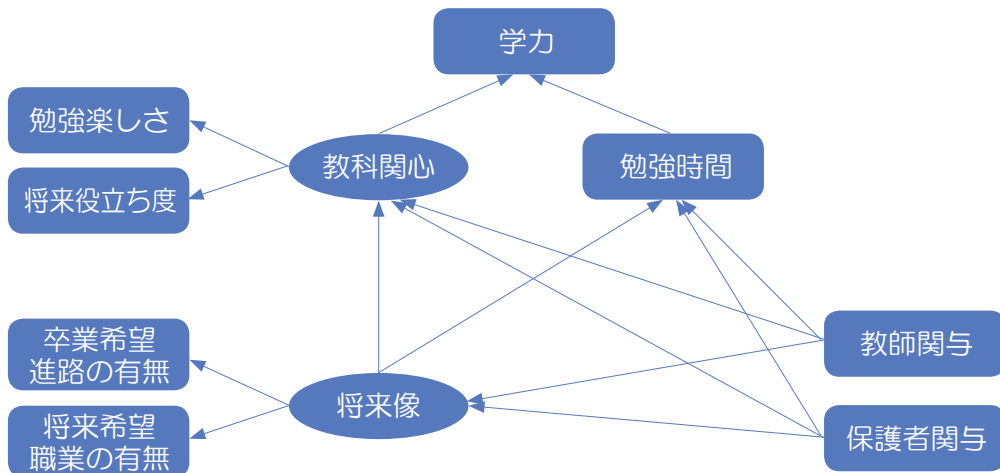 学力
勉強楽しさ
教科関心
勉強時間
将来役立ち度
卒業希望
進路の有無
教師関与
将来像
将来希望
職業の有無
保護者関与